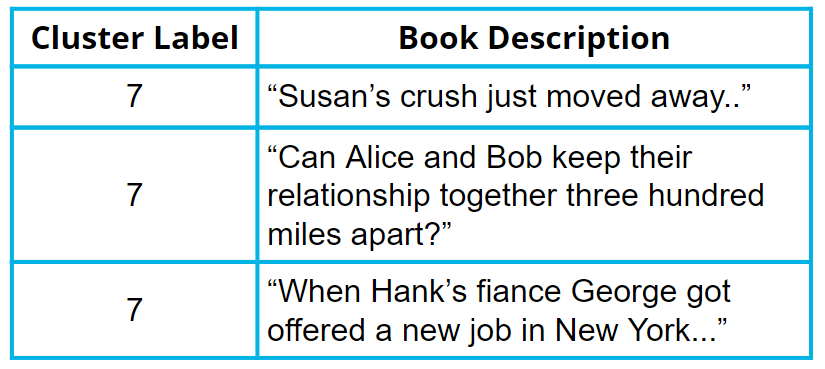 Cluster Label
Book Description
7
“Susan’s crush just moved away..”
7
“Can Alice and Bob keep their
relationship together three hundred
miles apart?”
7
“When Hank’s fiance George got
offered a new job in New York...”